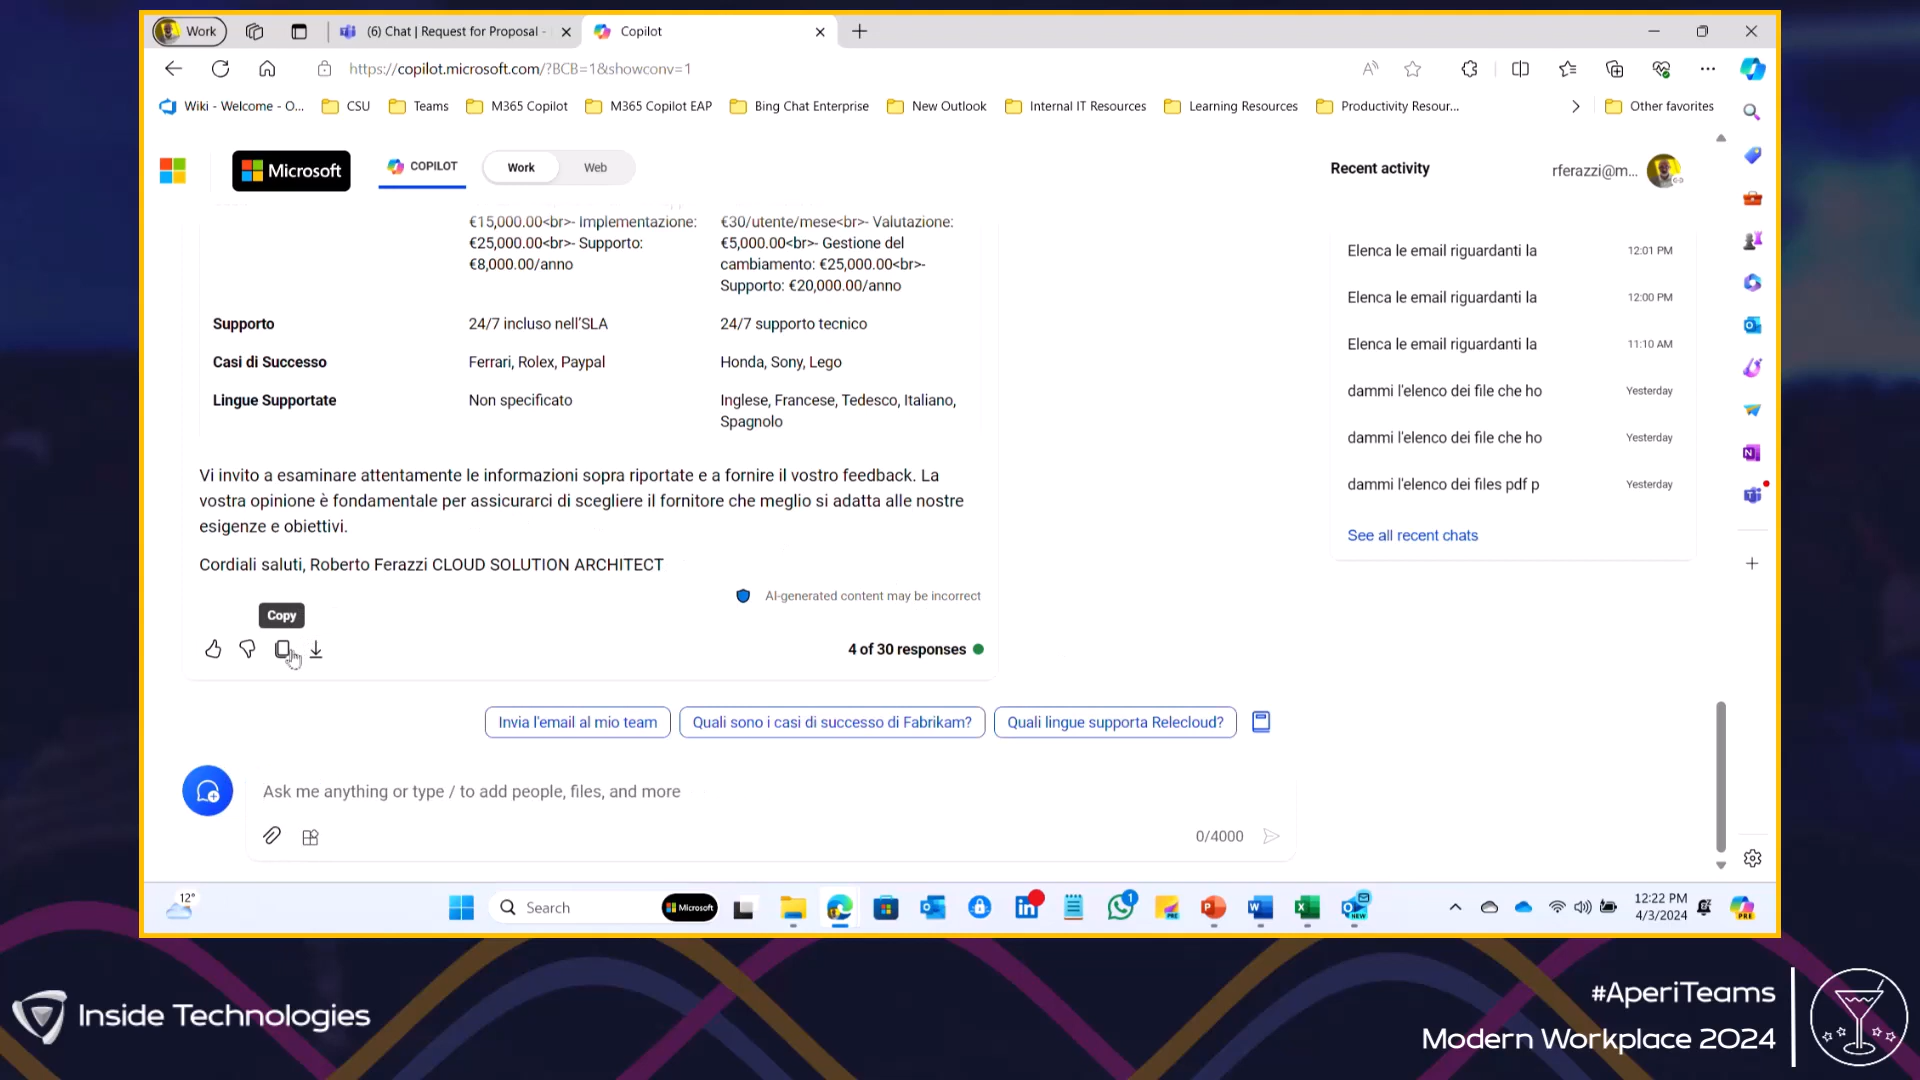 Work
(6) Chat | Request for Proposal -
Copilot
https://copilot.microsoft.com/?BCB=1&showconv=1
Wiki - Welcome - O...
CSU
Teams
M365 Copilot
M365 Copilot EAP
Bing Chat Enterprise
New Outlook
Internal IT Resources
Learning Resources
Productivity Resour...
Other favorites
Microsoft
COPILOT
Work
Web
Recent activity
rferazzi@m...
€15,000.00<br>- Implementazione:
€25,000.00<br>- Supporto:
€8,000.00/anno
€30/utente/mese<br>- Valutazione:
€5,000.00<br>- Gestione del
cambiamento: €25,000.00<br>-
Supporto: €20,000.00/anno
Supporto
24/7 incluso nell'SLA
24/7 supporto tecnico
Casi di Successo
Ferrari, Rolex, Paypal
Honda, Sony, Lego
Lingue Supportate
Non specificato
Inglese, Francese, Tedesco, Italiano,
Spagnolo
Vi invito a esaminare attentamente le informazioni sopra riportate e a fornire il vostro feedback. La
vostra opinione è fondamentale per assicurarci di scegliere il fornitore che meglio si adatta alle nostre
esigenze e obiettivi.
Cordiali saluti, Roberto Ferazzi CLOUD SOLUTION ARCHITECT
AI-generated content may be incorrect
Copy
4 of 30 responses
Elenca le email riguardanti la
12:01 PM
Elenca le email riguardanti la
12:00 PM
Elenca le email riguardanti la
11:10 AM
dammi l'elenco dei file che ho
Yesterday
dammi l'elenco dei file che ho
Yesterday
dammi l'elenco dei files pdf p
Yesterday
See all recent chats
Invia l'email al mio team
Quali sono i casi di successo di Fabrikam?
Quali lingue supporta Relecloud?
Ask me anything or type / to add people, files, and more
0/4000
12°
Search
Microsoft
1
NEW
PRE
12:22 PM
4/3/2024
PRE
Inside Technologies
#AperiTeams
Modern Workplace 2024